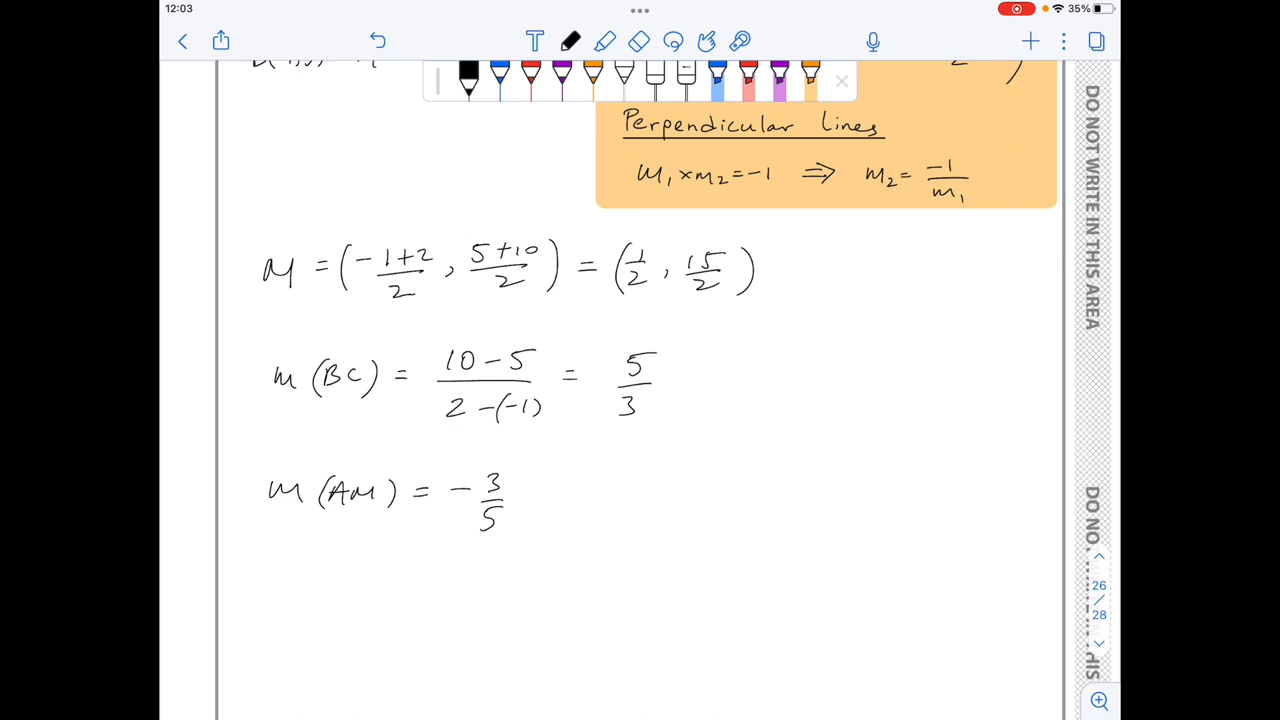 12:03
35%
T
Perpendicular lines
m₁ × m₂ = -1 ⇒ m₂ = -1/m₁
M = (-1+2/2, 5+10/2) = (1/2, 15/2)
m (BC) = 10-5/2-(-1) = 5/3
m (AM) = -3/5
DO NOT WRITE IN THIS AREA
DO NO
HIS
26
/
28